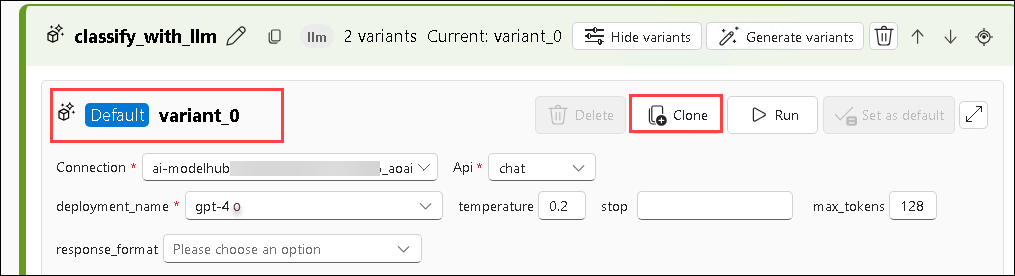 classify_with_llm llm 2 variants Current: variant_0 Hide variants Generate variants
Default variant_0 Delete Clone Run Set as default
Connection * ai-modelhub _aoai Api * chat
deployment_name * gpt-4o temperature 0.2 stop max_tokens 128
response_format Please choose an option